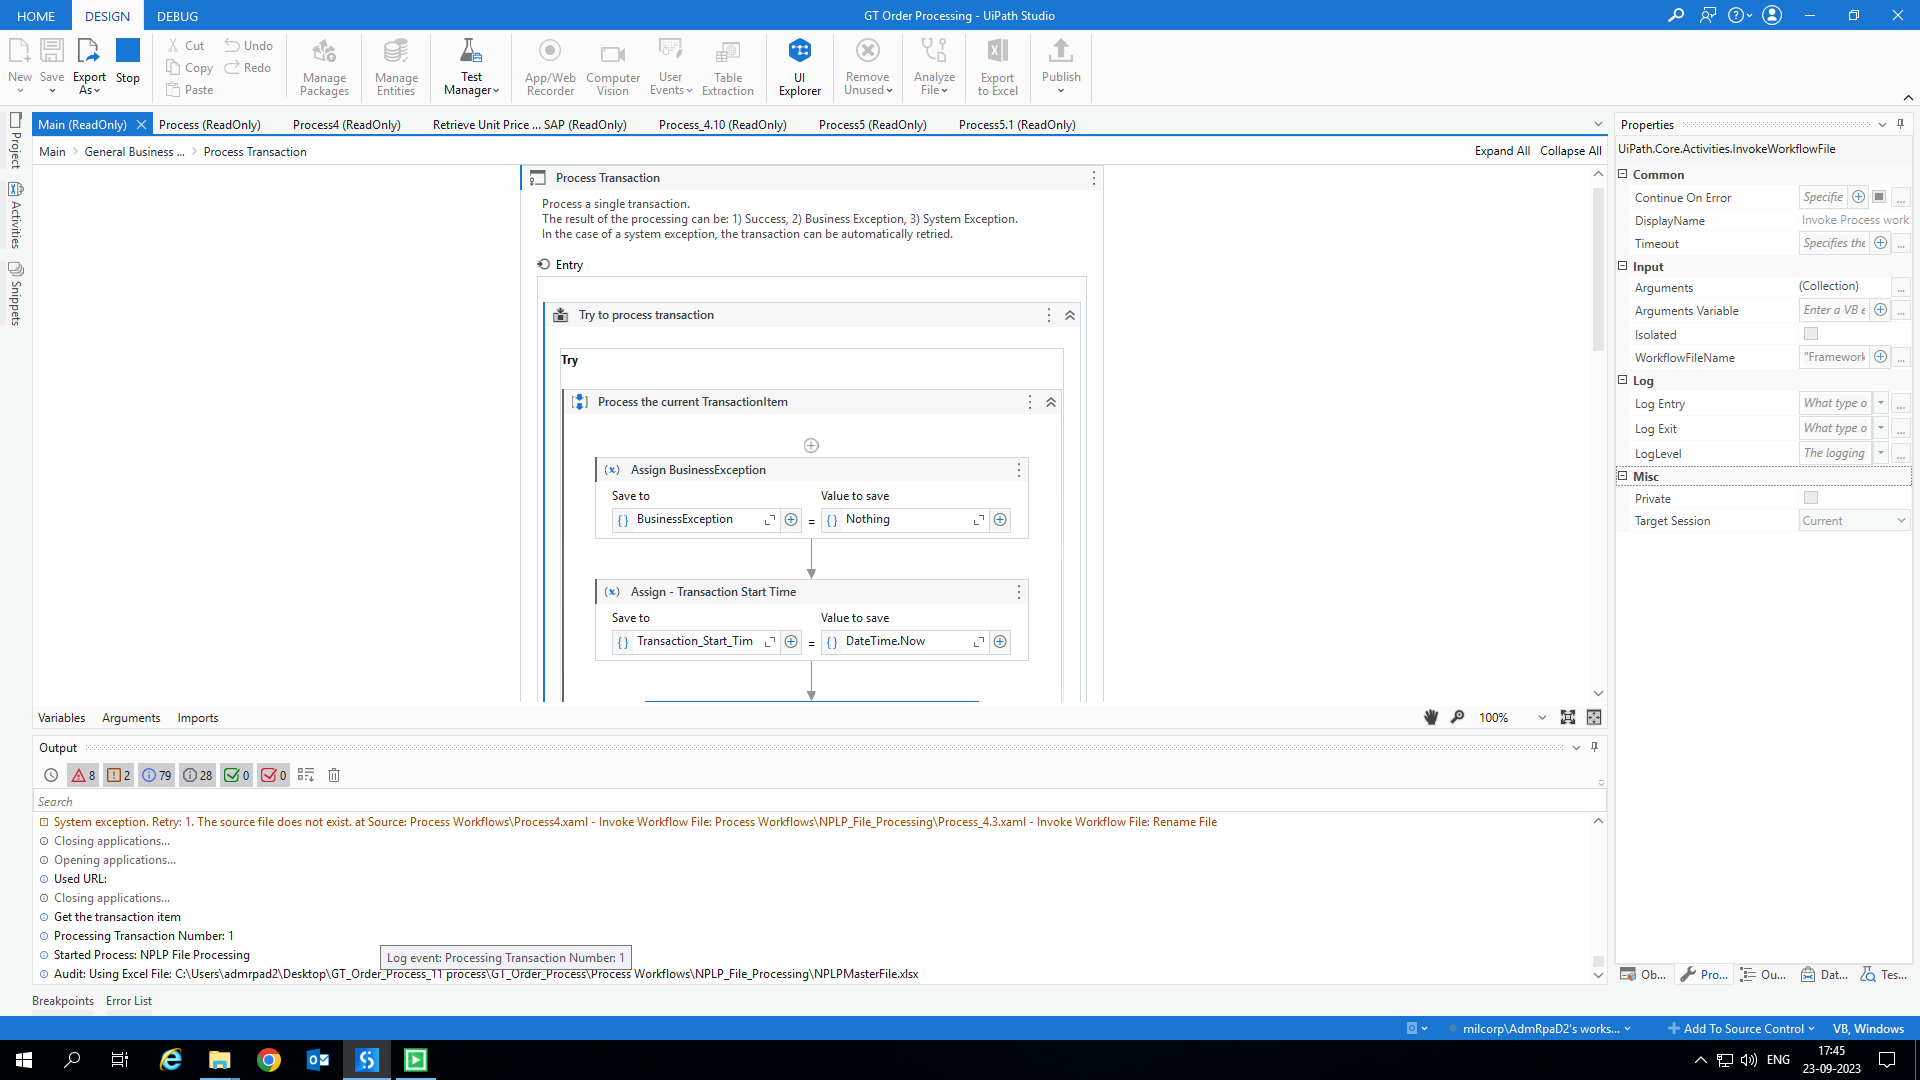 HOME DESIGN DEBUG GT Order Processing - UiPath Studio
New Save Export As Stop
Cut Undo
Copy Redo
Paste
Manage Packages
Manage Entities
Test Manager
App/Web Recorder
Computer Vision
User Events
Table Extraction
UI Explorer
Remove Unused
Analyze File
Export to Excel
Publish
Project
Activities
Snippets
Main (ReadOnly) Process (ReadOnly) Process4 (ReadOnly) Retrieve Unit Price ... SAP (ReadOnly) Process_4.10 (ReadOnly) Process5 (ReadOnly) Process5.1 (ReadOnly)
Main General Business ... Process Transaction Expand All Collapse All
Process Transaction
Process a single transaction.
The result of the processing can be: 1) Success, 2) Business Exception, 3) System Exception.
In the case of a system exception, the transaction can be automatically retried.
Entry
Try to process transaction
Try
Process the current TransactionItem
(x) Assign BusinessException
Save to Value to save
{ } BusinessException = { } Nothing
(x) Assign - Transaction Start Time
Save to Value to save
{ } Transaction_Start_Tim = { } DateTime.Now
Variables Arguments Imports 100%
Output
8 2 79 28 0 0
Search
System exception. Retry: 1. The source file does not exist. at Source: Process Workflows\Process4.xaml - Invoke Workflow File: Process Workflows\NPLP_File_Processing\Process_4.3.xaml - Invoke Workflow File: Rename File
Closing applications...
Opening applications...
Used URL:
Closing applications...
Get the transaction item
Processing Transaction Number: 1
Started Process: NPLP File Processing
Log event: Processing Transaction Number: 1
Audit: Using Excel File: C:\Users\admrpad2\Desktop\GT_Order_Process_11 process\GT_Order_Process\Process Workflows\NPLP_File_Processing\NPLPMasterFile.xlsx
Breakpoints Error List
Properties
UiPath.Core.Activities.InvokeWorkflowFile
Common
Continue On Error Specifie ...
DisplayName Invoke Process work
Timeout Specifies the ...
Input
Arguments (Collection) ...
Arguments Variable Enter a VB e ...
Isolated
WorkflowFileName "Framework ...
Log
Log Entry What type o ...
Log Exit What type o ...
LogLevel The logging ...
Misc
Private
Target Session Current
Ob... Pro... Ou... Dat... Tes...
milcorp\AdmRpaD2's works... Add To Source Control VB, Windows
ENG 17:45
23-09-2023